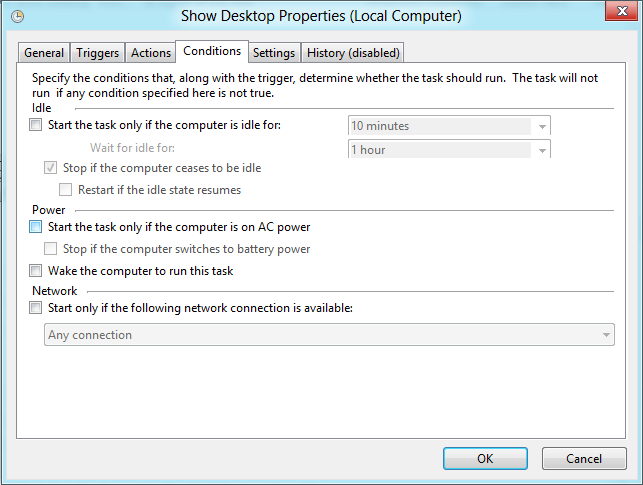 Show Desktop Properties (Local Computer)
General Triggers Actions Conditions Settings History (disabled)
Specify the conditions that, along with the trigger, determine whether the task should run. The task will not
run if any condition specified here is not true.
Idle
Start the task only if the computer is idle for: 10 minutes
Wait for idle for: 1 hour
Stop if the computer ceases to be idle
Restart if the idle state resumes
Power
Start the task only if the computer is on AC power
Stop if the computer switches to battery power
Wake the computer to run this task
Network
Start only if the following network connection is available:
Any connection
OK Cancel